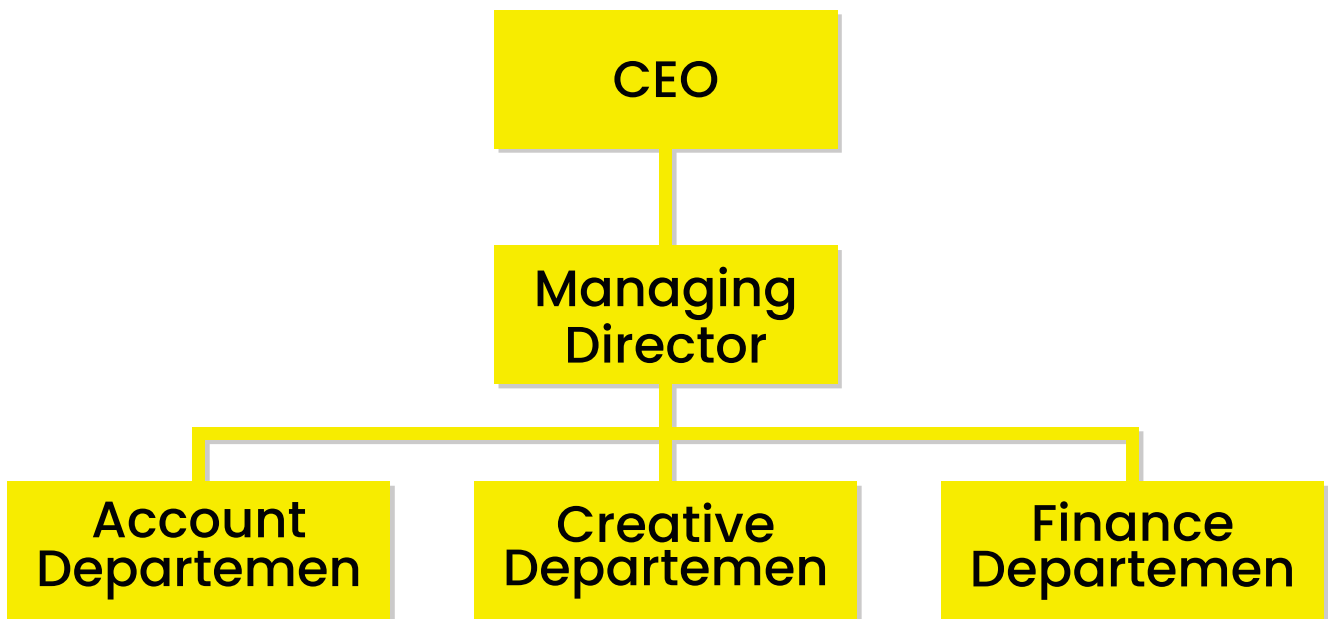 CEO
Managing
Director
Account
Departemen
Creative
Departemen
Finance
Departemen